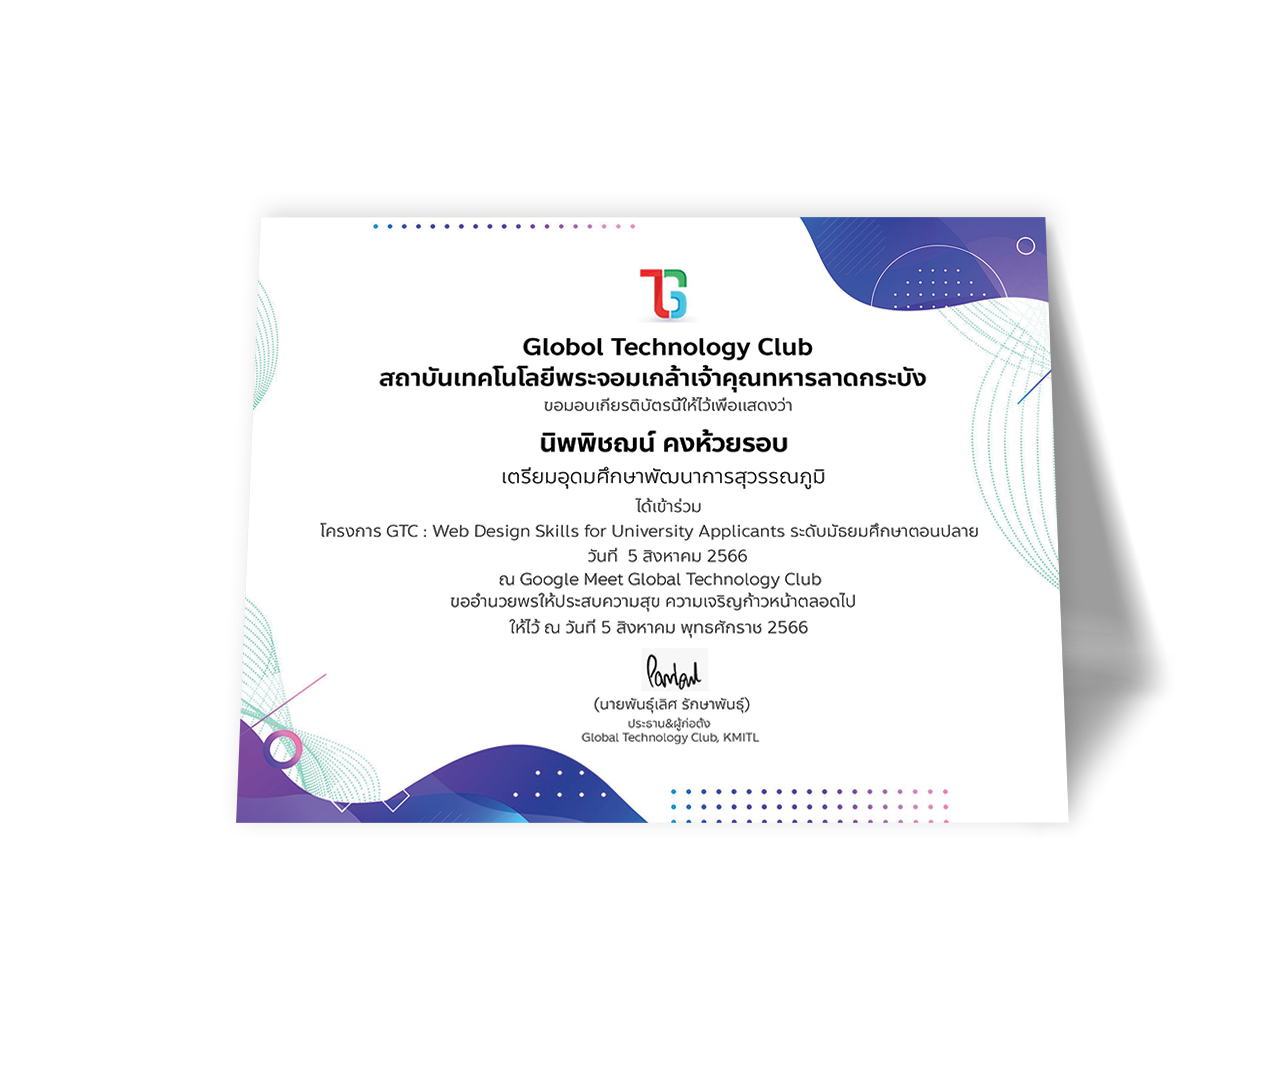 Globol Technology Club
สถาบันเทคโนโลยีพระจอมเกล้าเจ้าคุณทหารลาดกระบัง
ขอมอบเกียรติบัตรนี้ให้ไว้เพื่อแสดงว่า
นิพพิชฌน์ คงห้วยรอบ
เตรียมอุดมศึกษาพัฒนาการสุวรรณภูมิ
ได้เข้าร่วม
โครงการ GTC : Web Design Skills for University Applicants ระดับมัธยมศึกษาตอนปลาย
วันที่ 5 สิงหาคม 2566
ณ Google Meet Global Technology Club
ขออำนวยพรให้ประสบความสุข ความเจริญก้าวหน้าตลอดไป
ให้ไว้ ณ วันที่ 5 สิงหาคม พุทธศักราช 2566
(นายพันธุ์เลิศ รักษาพันธุ์)
ประธาน&ผู้ก่อตั้ง
Global Technology Club, KMITL